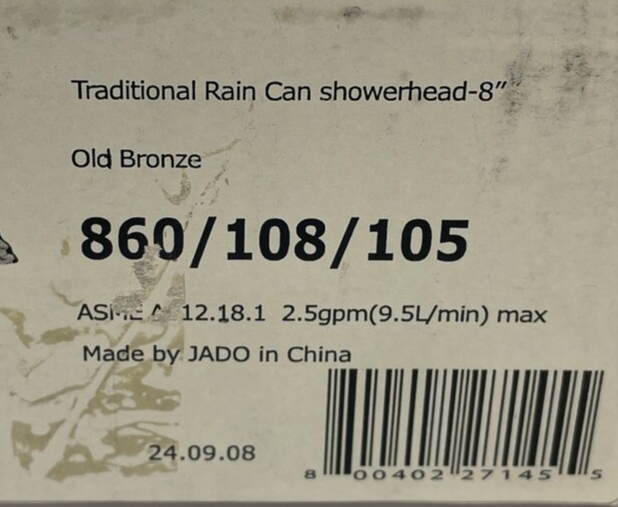 Traditional Rain Can showerhead-8"
Old Bronze
860/108/105
ASME A 12.18.1 2.5gpm(9.5L/min) max
Made by JADO in China
24.09.08
8 00402 27145 5